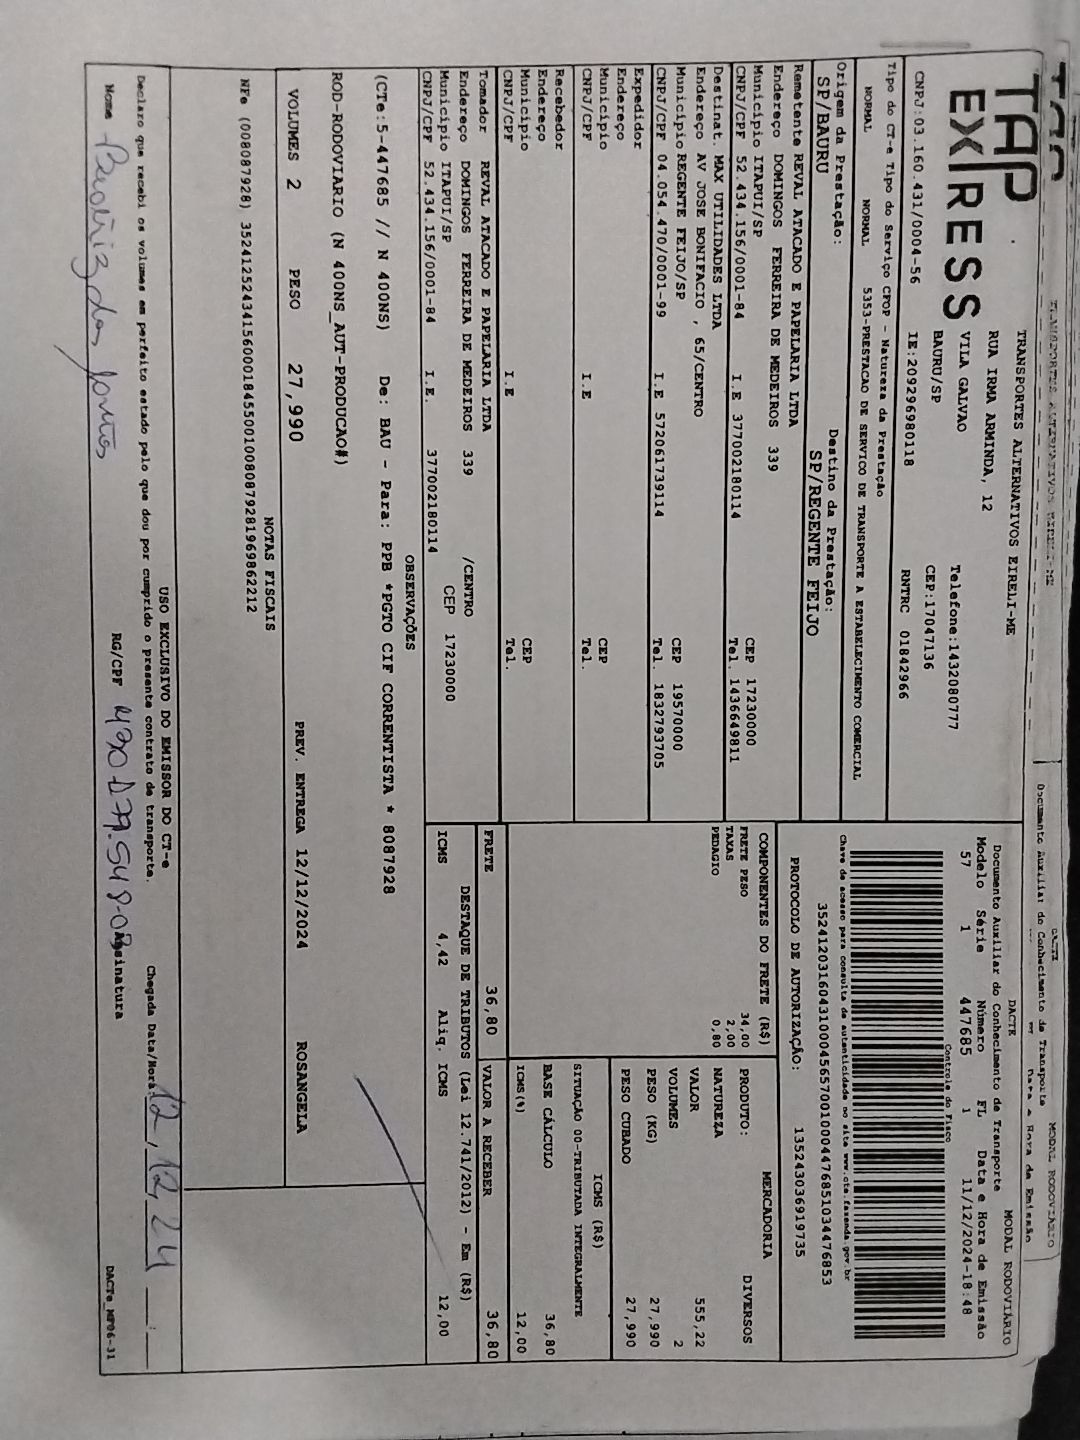 TAP EXPRESS
TRANSPORTES ALTERNATIVOS EIRELI-ME
RUA IRMA ARMINDA, 12
VILA GALVAO
BAURU/SP
Telefone:1432080777
CEP:17047136
CNPJ:03.160.431/0004-56 IE:209296980118 RNTRC 01842966
DACTE MODAL RODOVIÁRIO
Documento Auxiliar do Conhecimento de Transporte
Modelo Série Número FL Data e Hora de Emissão
57 1 447685 1 11/12/2024-18:48
Controle do Fisco
Tipo do CT-e Tipo do Serviço CFOP - Natureza da Prestação
NORMAL NORMAL 5353-PRESTACAO DE SERVICO DE TRANSPORTE A ESTABELECIMENTO COMERCIAL
Chave de acesso para consulta de autenticidade no site www.cte.fazenda.gov.br
35241203160431000456570010004476851034476853
PROTOCOLO DE AUTORIZAÇÃO: 135243036919735
Origem da Prestação: Destino da Prestação:
SP/BAURU SP/REGENTE FEIJO
Remetente REVAL ATACADO E PAPELARIA LTDA
Endereço DOMINGOS FERREIRA DE MEDEIROS 339
Município ITAPUI/SP CEP 17230000
CNPJ/CPF 52.434.156/0001-84 I.E 377002180114 Tel. 1436649811
Destinat. MAX UTILIDADES LTDA
Endereço AV JOSE BONIFACIO , 65/CENTRO
Município REGENTE FEIJO/SP CEP 19570000
CNPJ/CPF 04.054.470/0001-99 I.E 572061739114 Tel. 1832793705
Expedidor
Endereço
Município CEP
CNPJ/CPF I.E Tel.
Recebedor
Endereço
Município CEP
CNPJ/CPF I.E Tel.
Tomador REVAL ATACADO E PAPELARIA LTDA
Endereço DOMINGOS FERREIRA DE MEDEIROS 339 /CENTRO
Município ITAPUI/SP CEP 17230000
CNPJ/CPF 52.434.156/0001-84 I.E. 377002180114
COMPONENTES DO FRETE (R$)
FRETE PESO 34,00
TAXAS 2,00
PEDAGIO 0,80
MERCADORIA
PRODUTO: DIVERSOS
NATUREZA
VALOR 555,22
VOLUMES 2
PESO (KG) 27,990
PESO CUBADO 27,990
ICMS (R$)
SITUAÇÃO 00-TRIBUTADA INTEGRALMENTE
BASE CÁLCULO 36,80
ICMS(%) 12,00
FRETE 36,80 VALOR A RECEBER 36,80
DESTAQUE DE TRIBUTOS (Lei 12.741/2012) - Em (R$)
ICMS 4,42 Aliq. ICMS 12,00
OBSERVAÇÕES
(CTe:5-447685 // N 400NS) De: BAU - Para: PPB *PGTO CIF CORRENTISTA * 8087928
ROD-RODOVIARIO (N 400NS_AUT-PRODUCAO#)
VOLUMES 2 PESO 27,990 PREV. ENTREGA 12/12/2024 ROSANGELA
NOTAS FISCAIS
NFe (008087928) 35241252434156000184550010080879281969862212
USO EXCLUSIVO DO EMISSOR DO CT-e
Declaro que recebi os volumes em perfeito estado pelo que dou por cumprido o presente contrato de transporte. Chegada Data/Hora: 12/12/24 :
Nome Beatriz dos Santos RG/CPF Assinatura
DACTe_MF06-31